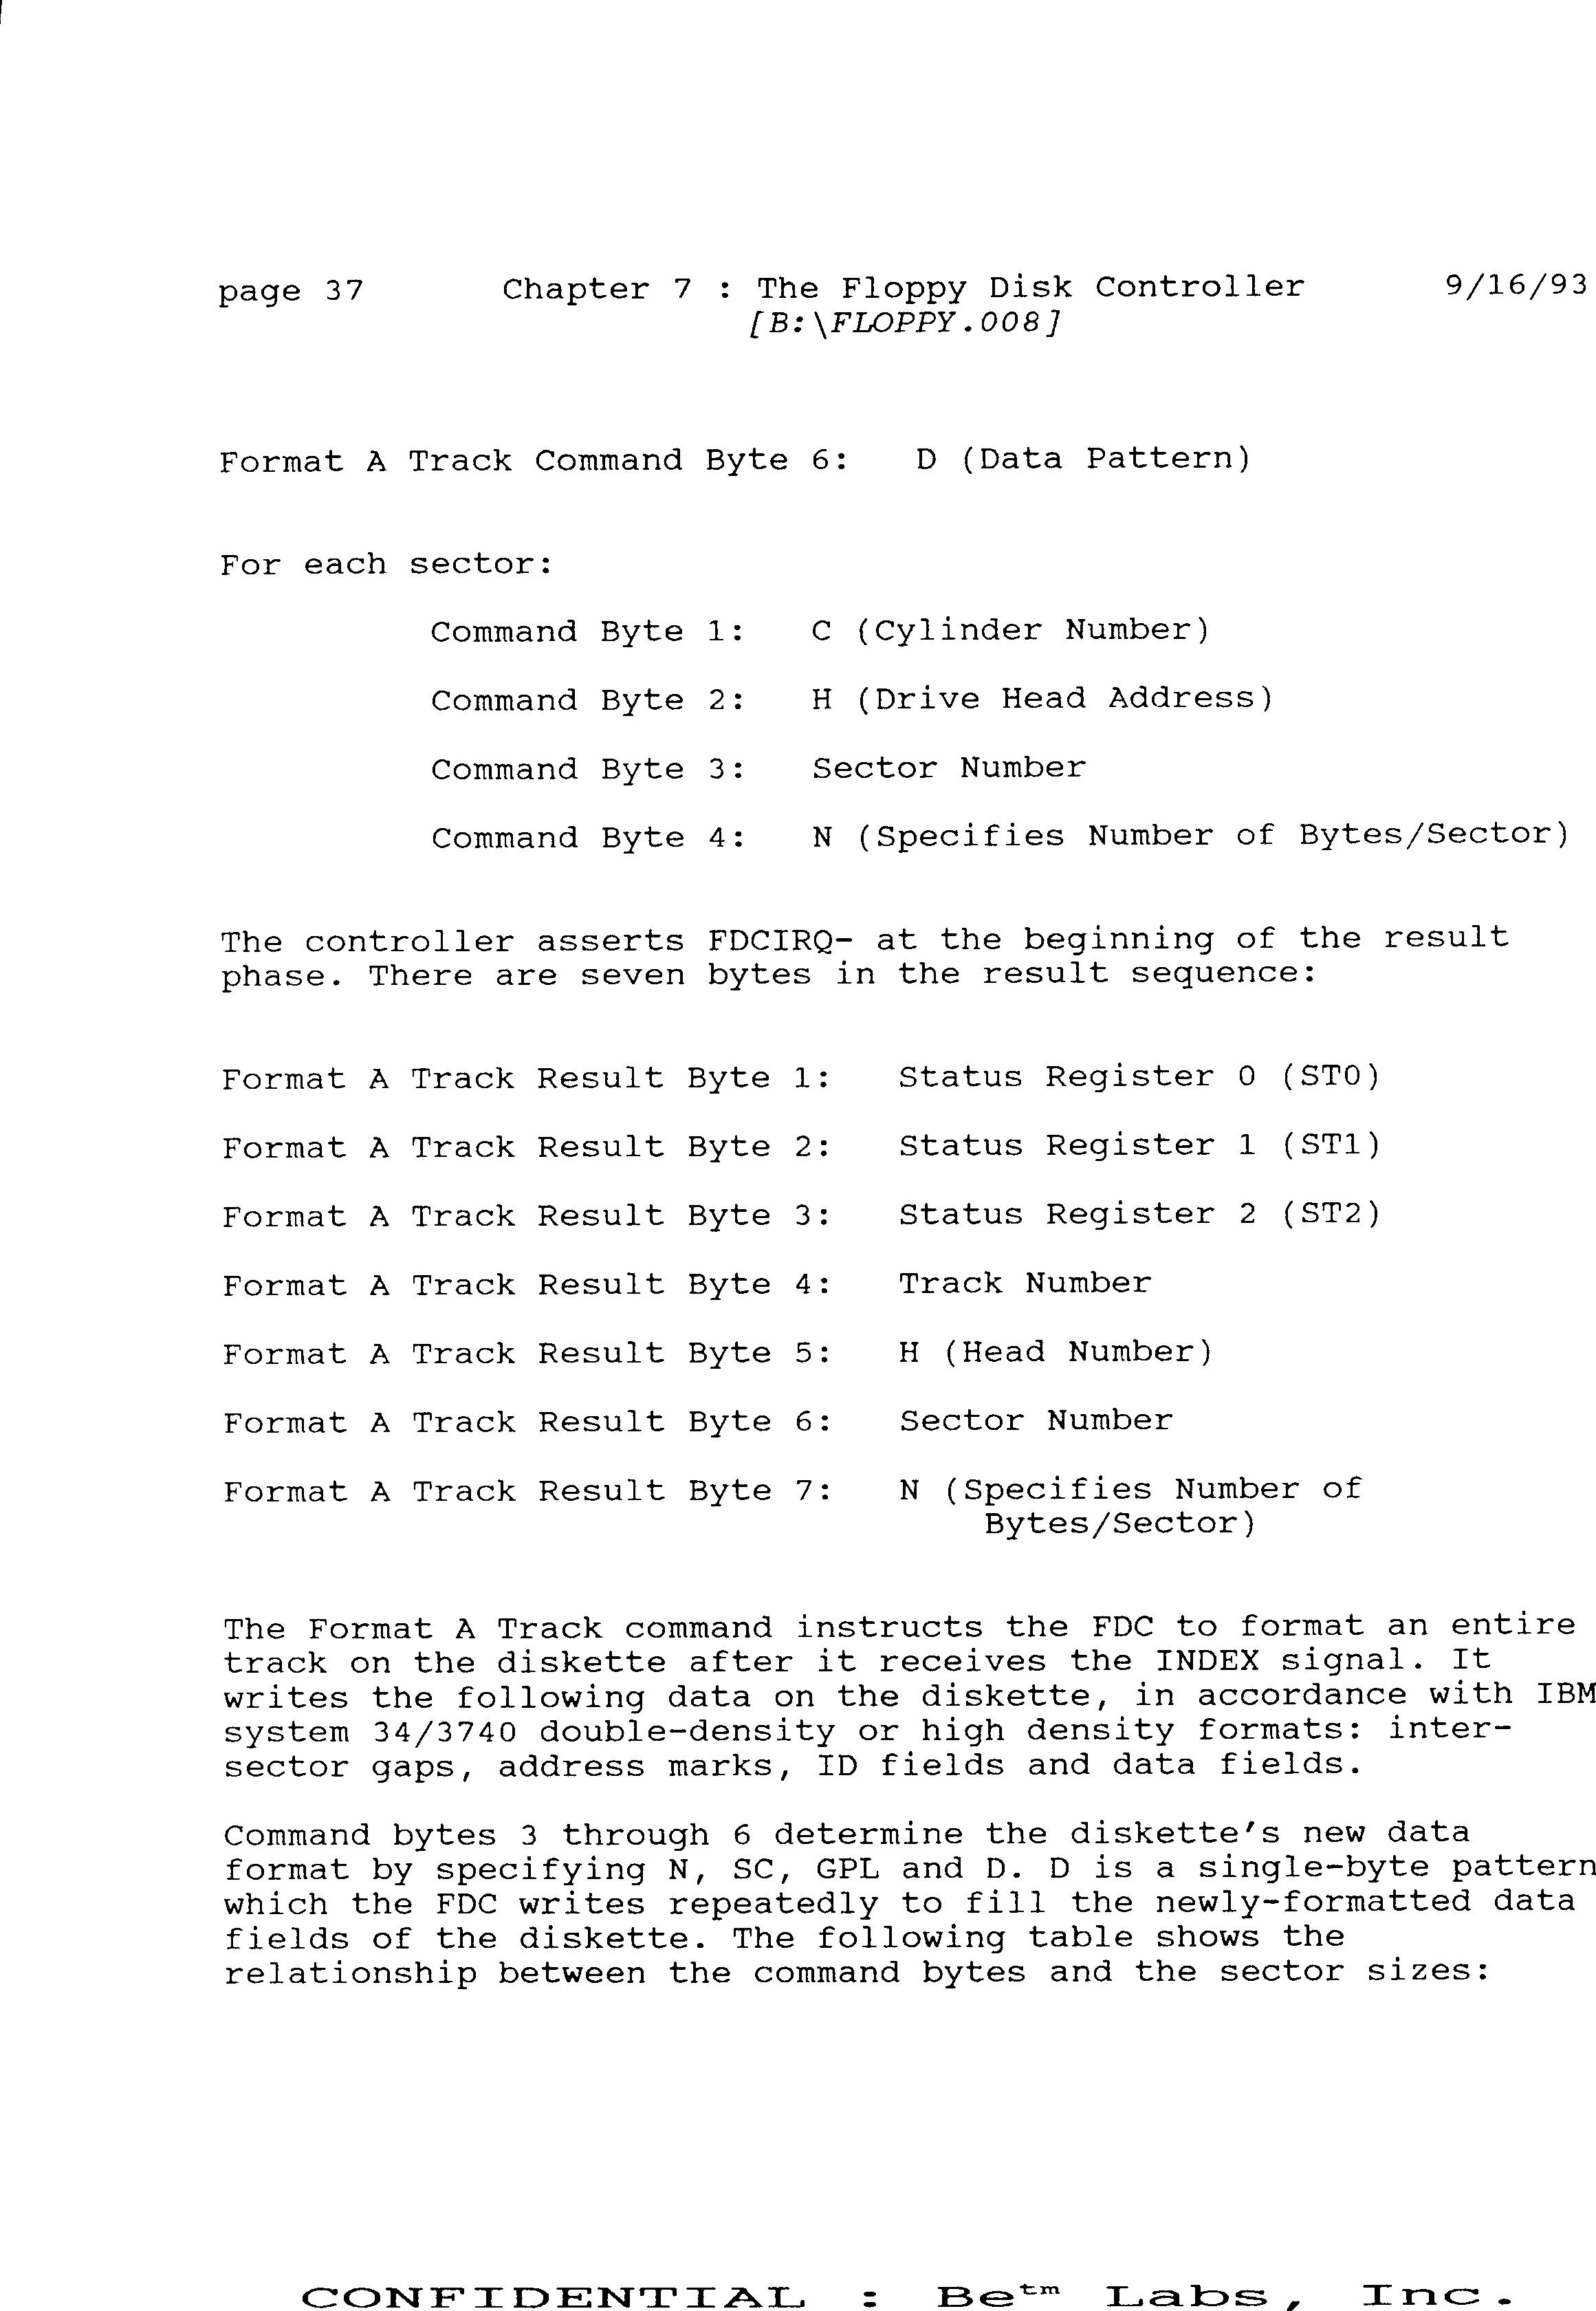 page 37 Chapter 7 : The Floppy Disk Controller 9/16/93
[B:\FLOPPY.008]
Format A Track Command Byte 6: D (Data Pattern)
For each sector:
Command Byte 1: C (Cylinder Number)
Command Byte 2: H (Drive Head Address)
Command Byte 3: Sector Number
Command Byte 4: N (Specifies Number of Bytes/Sector)
The controller asserts FDCIRQ- at the beginning of the result
phase. There are seven bytes in the result sequence:
Format A Track Result Byte 1: Status Register 0 (ST0)
Format A Track Result Byte 2: Status Register 1 (ST1)
Format A Track Result Byte 3: Status Register 2 (ST2)
Format A Track Result Byte 4: Track Number
Format A Track Result Byte 5: H (Head Number)
Format A Track Result Byte 6: Sector Number
Format A Track Result Byte 7: N (Specifies Number of
Bytes/Sector)
The Format A Track command instructs the FDC to format an entire
track on the diskette after it receives the INDEX signal. It
writes the following data on the diskette, in accordance with IBM
system 34/3740 double-density or high density formats: inter-
sector gaps, address marks, ID fields and data fields.
Command bytes 3 through 6 determine the diskette's new data
format by specifying N, SC, GPL and D. D is a single-byte pattern
which the FDC writes repeatedly to fill the newly-formatted data
fields of the diskette. The following table shows the
relationship between the command bytes and the sector sizes:
CONFIDENTIAL : Be™ Labs, Inc.